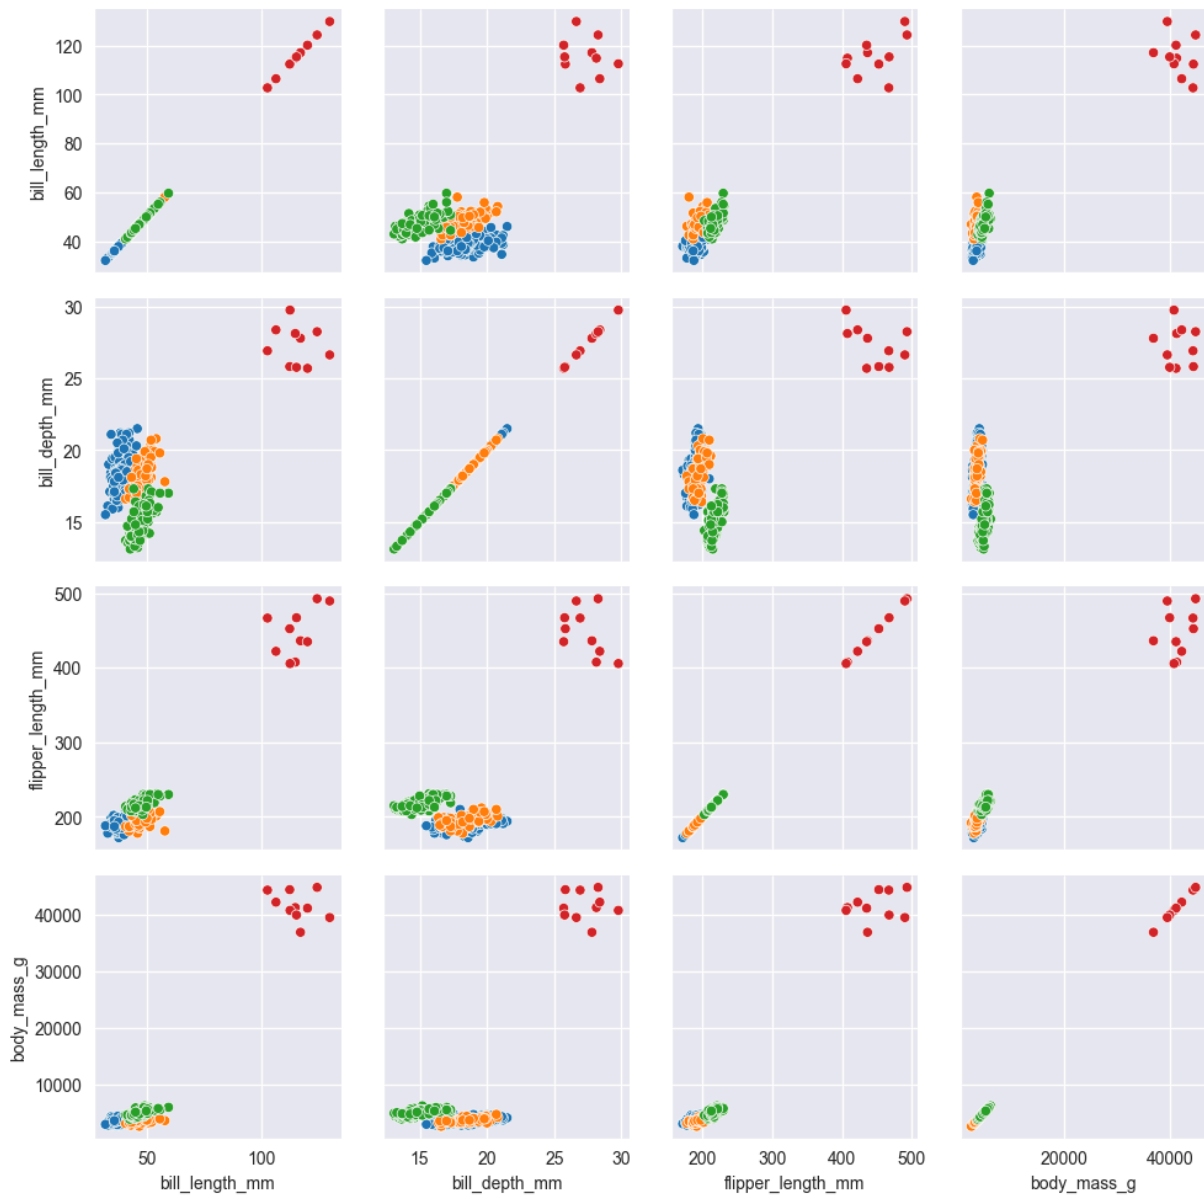 bill_length_mm
120
100
80
60
40
bill_depth_mm
30
25
20
15
flipper_length_mm
500
400
300
200
body_mass_g
40000
30000
20000
10000
50 100 15 20 25 30 200 300 400 500 20000 40000
bill_length_mm bill_depth_mm flipper_length_mm body_mass_g